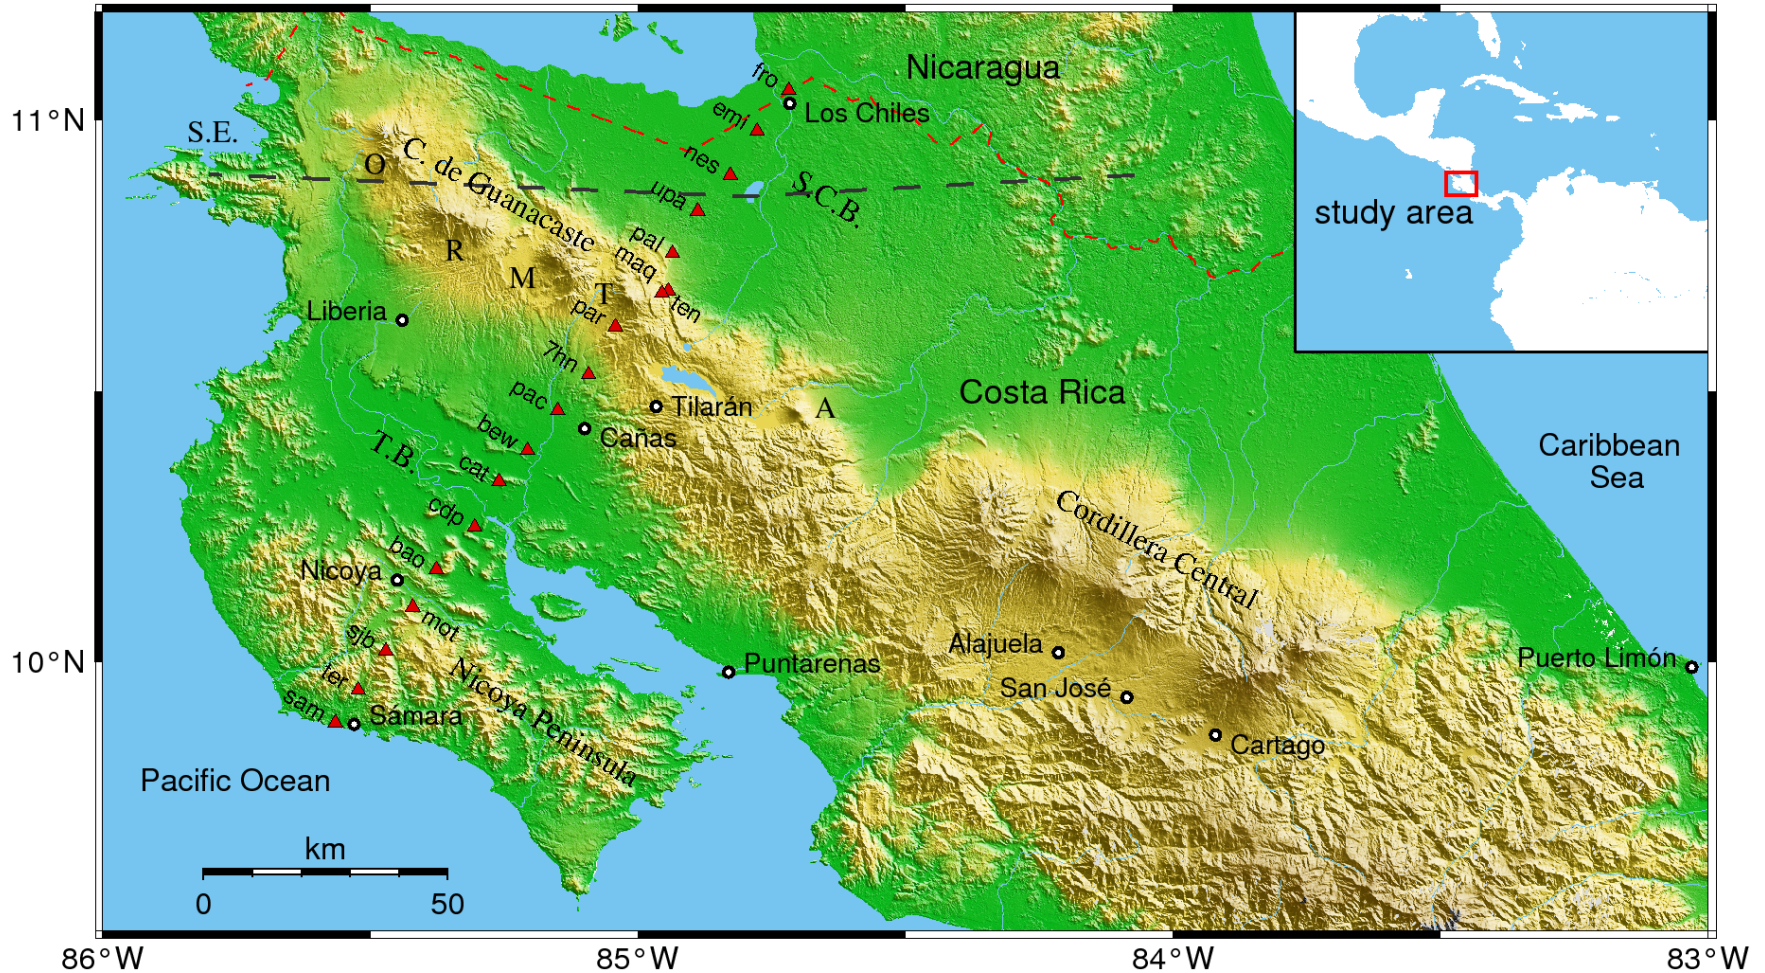 Nicaragua
fro
Los Chiles
11°N
emi
S.E.
nes
O
C. de Guanacaste
upa
S.C.B.
study area
pal
R
maq
M
T
ten
par
Liberia
7hn
Costa Rica
pac
Tilarán
A
bew
Cañas
T.B.
cat
Caribbean
Sea
cdp
Cordillera Central
bao
Nicoya
mot
sjb
Alajuela
10°N
Puntarenas
Puerto Limón
ter
Nicoya Peninsula
San José
sam
Sámara
Cartago
Pacific Ocean
km
0 50
86°W 85°W 84°W 83°W